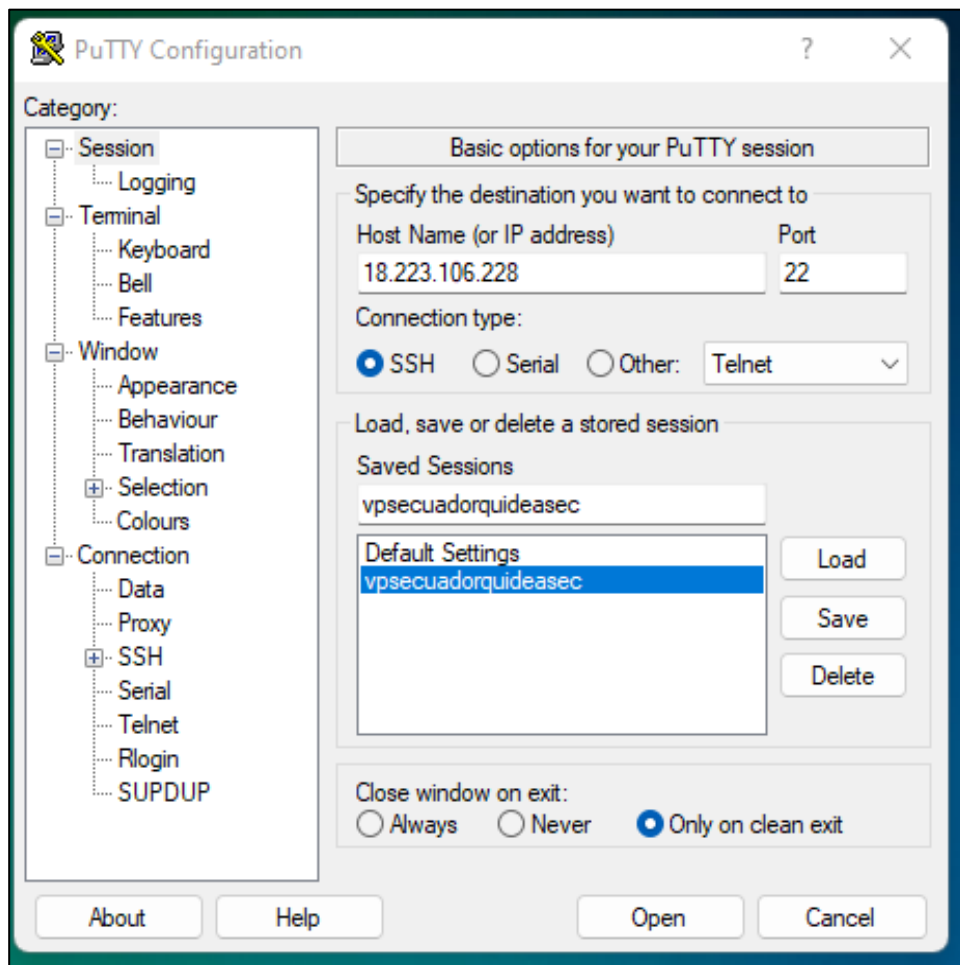 PuTTY Configuration
?
Category:
Session
Logging
Terminal
Keyboard
Bell
Features
Window
Appearance
Behaviour
Translation
Selection
Colours
Connection
Data
Proxy
SSH
Serial
Telnet
Rlogin
SUPDUP
Basic options for your PuTTY session
Specify the destination you want to connect to
Host Name (or IP address) Port
18.223.106.228 22
Connection type:
SSH Serial Other: Telnet
Load, save or delete a stored session
Saved Sessions
vpsecuadorquideasec
Default Settings
vpsecuadorquideasec
Load
Save
Delete
Close window on exit:
Always Never Only on clean exit
About Help Open Cancel